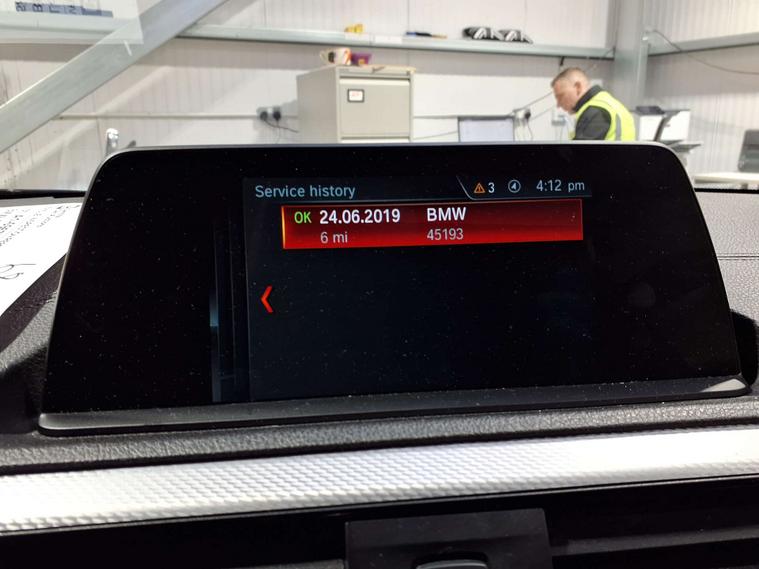 Service history
3
4:12 pm
OK 24.06.2019 BMW
6 mi 45193